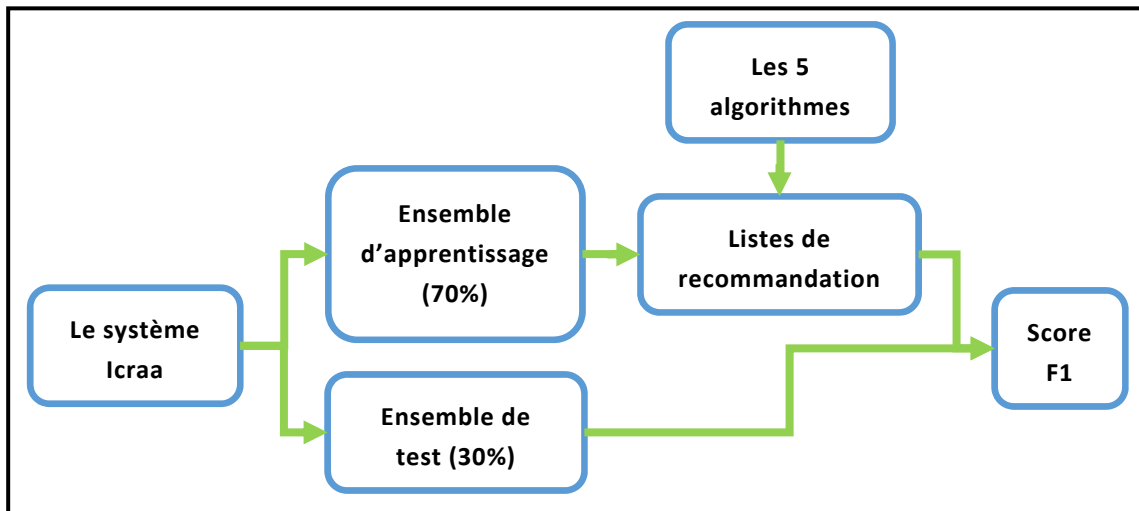 Les 5
algorithmes
Ensemble
d’apprentissage
(70%)
Listes de
recommandation
Le système
Icraa
Score
F1
Ensemble de
test (30%)